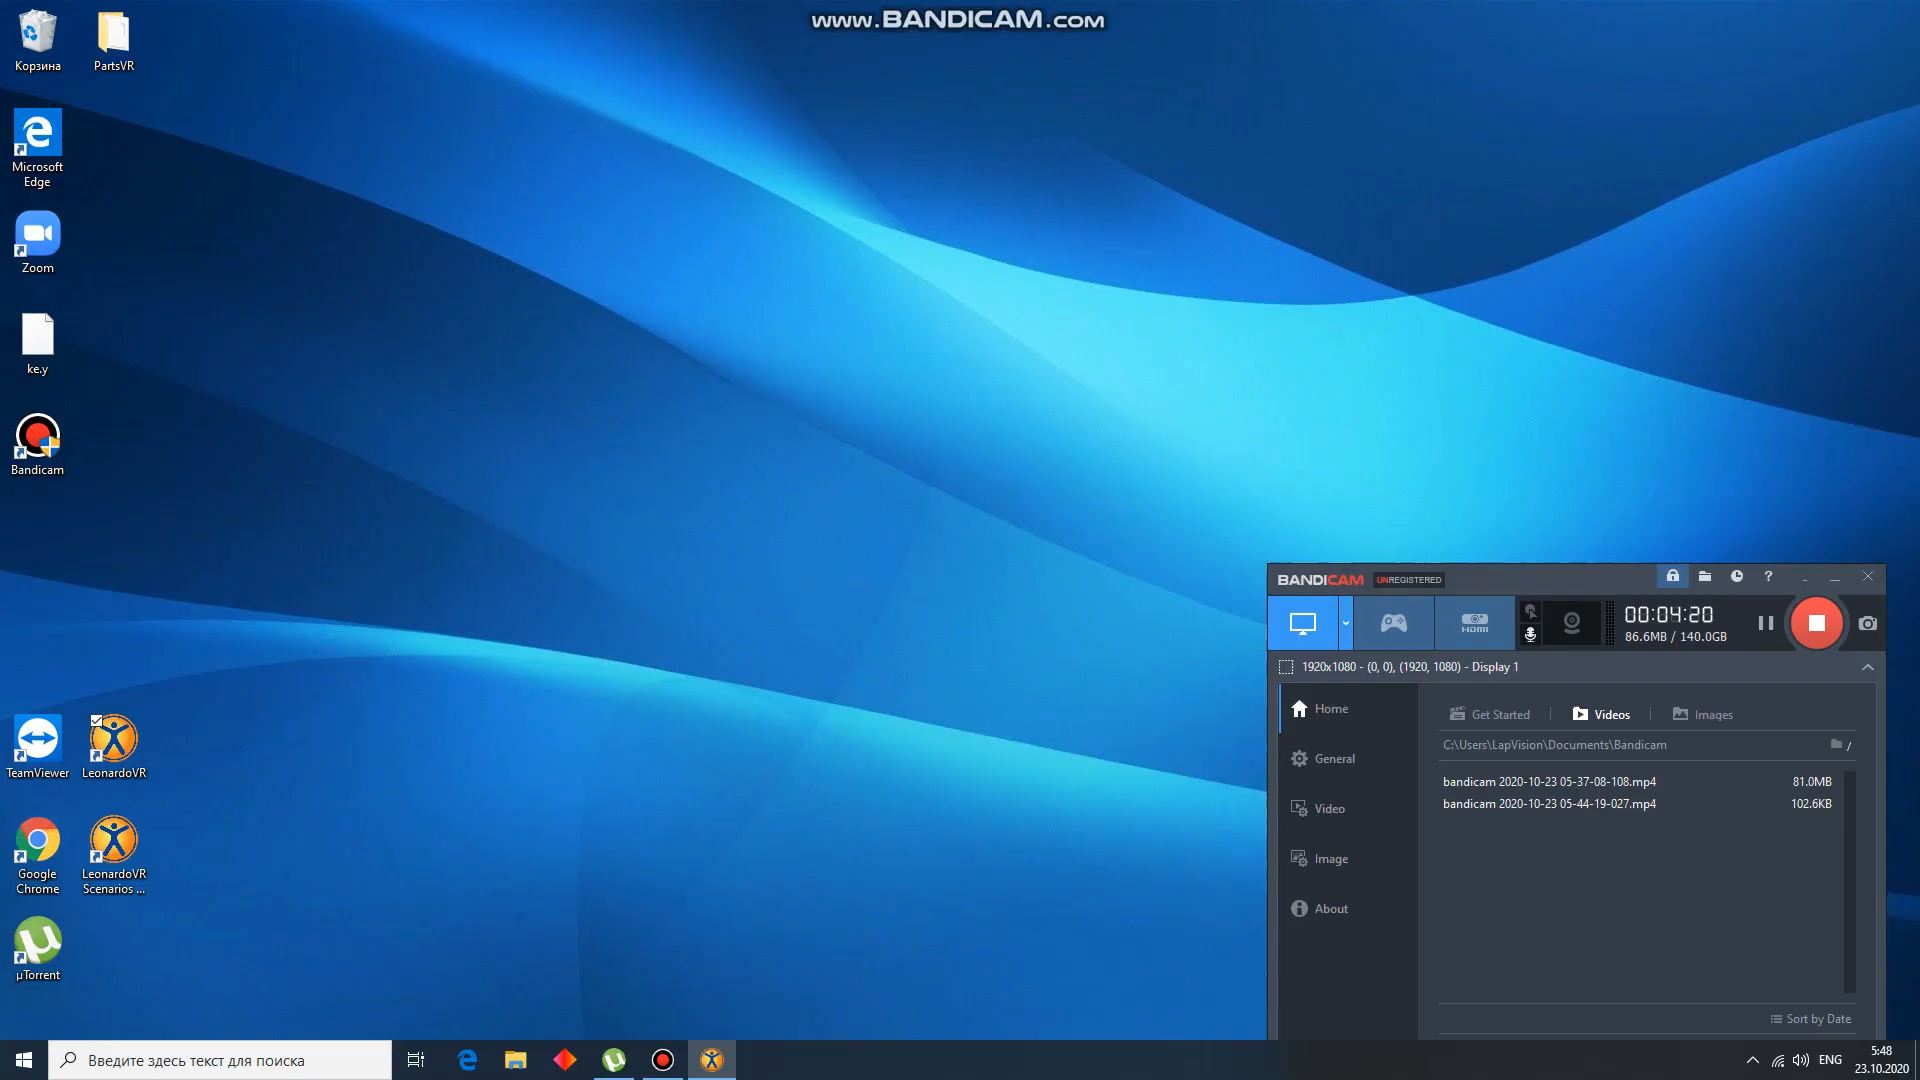 www.BANDICAM.com
Корзина
PartsVR
Microsoft
Edge
Zoom
ke.y
Bandicam
TeamViewer
LeonardoVR
Google
Chrome
LeonardoVR
Scenarios ...
µTorrent
BANDICAM UNREGISTERED
?
HDMI
00:04:20
86.6MB / 140.0GB
1920x1080 - (0, 0), (1920, 1080) - Display 1
Home
General
Video
Image
About
Get Started
Videos
Images
C:\Users\LapVision\Documents\Bandicam
/
bandicam 2020-10-23 05-37-08-108.mp4 81.0MB
bandicam 2020-10-23 05-44-19-027.mp4 102.6KB
Sort by Date
Введите здесь текст для поиска
ENG
5:48
23.10.2020